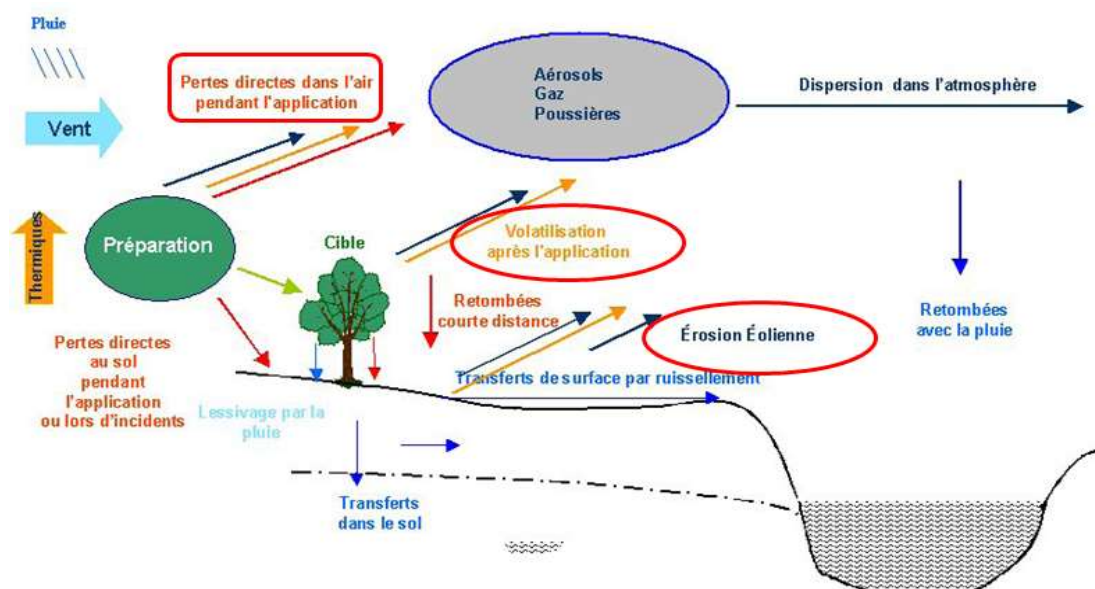 Pluie
Pertes directes dans l'air
pendant l'application
Aérosols
Gaz
Poussières
Dispersion dans l'atmosphère
Vent
Thermiques
Préparation
Cible
Volatilisation
après l'application
Retombées
courte distance
Retombées
avec la pluie
Érosion Éolienne
Pertes directes
au sol
pendant
l'application
ou lors d'incidents
Transferts de surface par ruissellement
Lessivage par la
pluie
Transferts
dans le sol